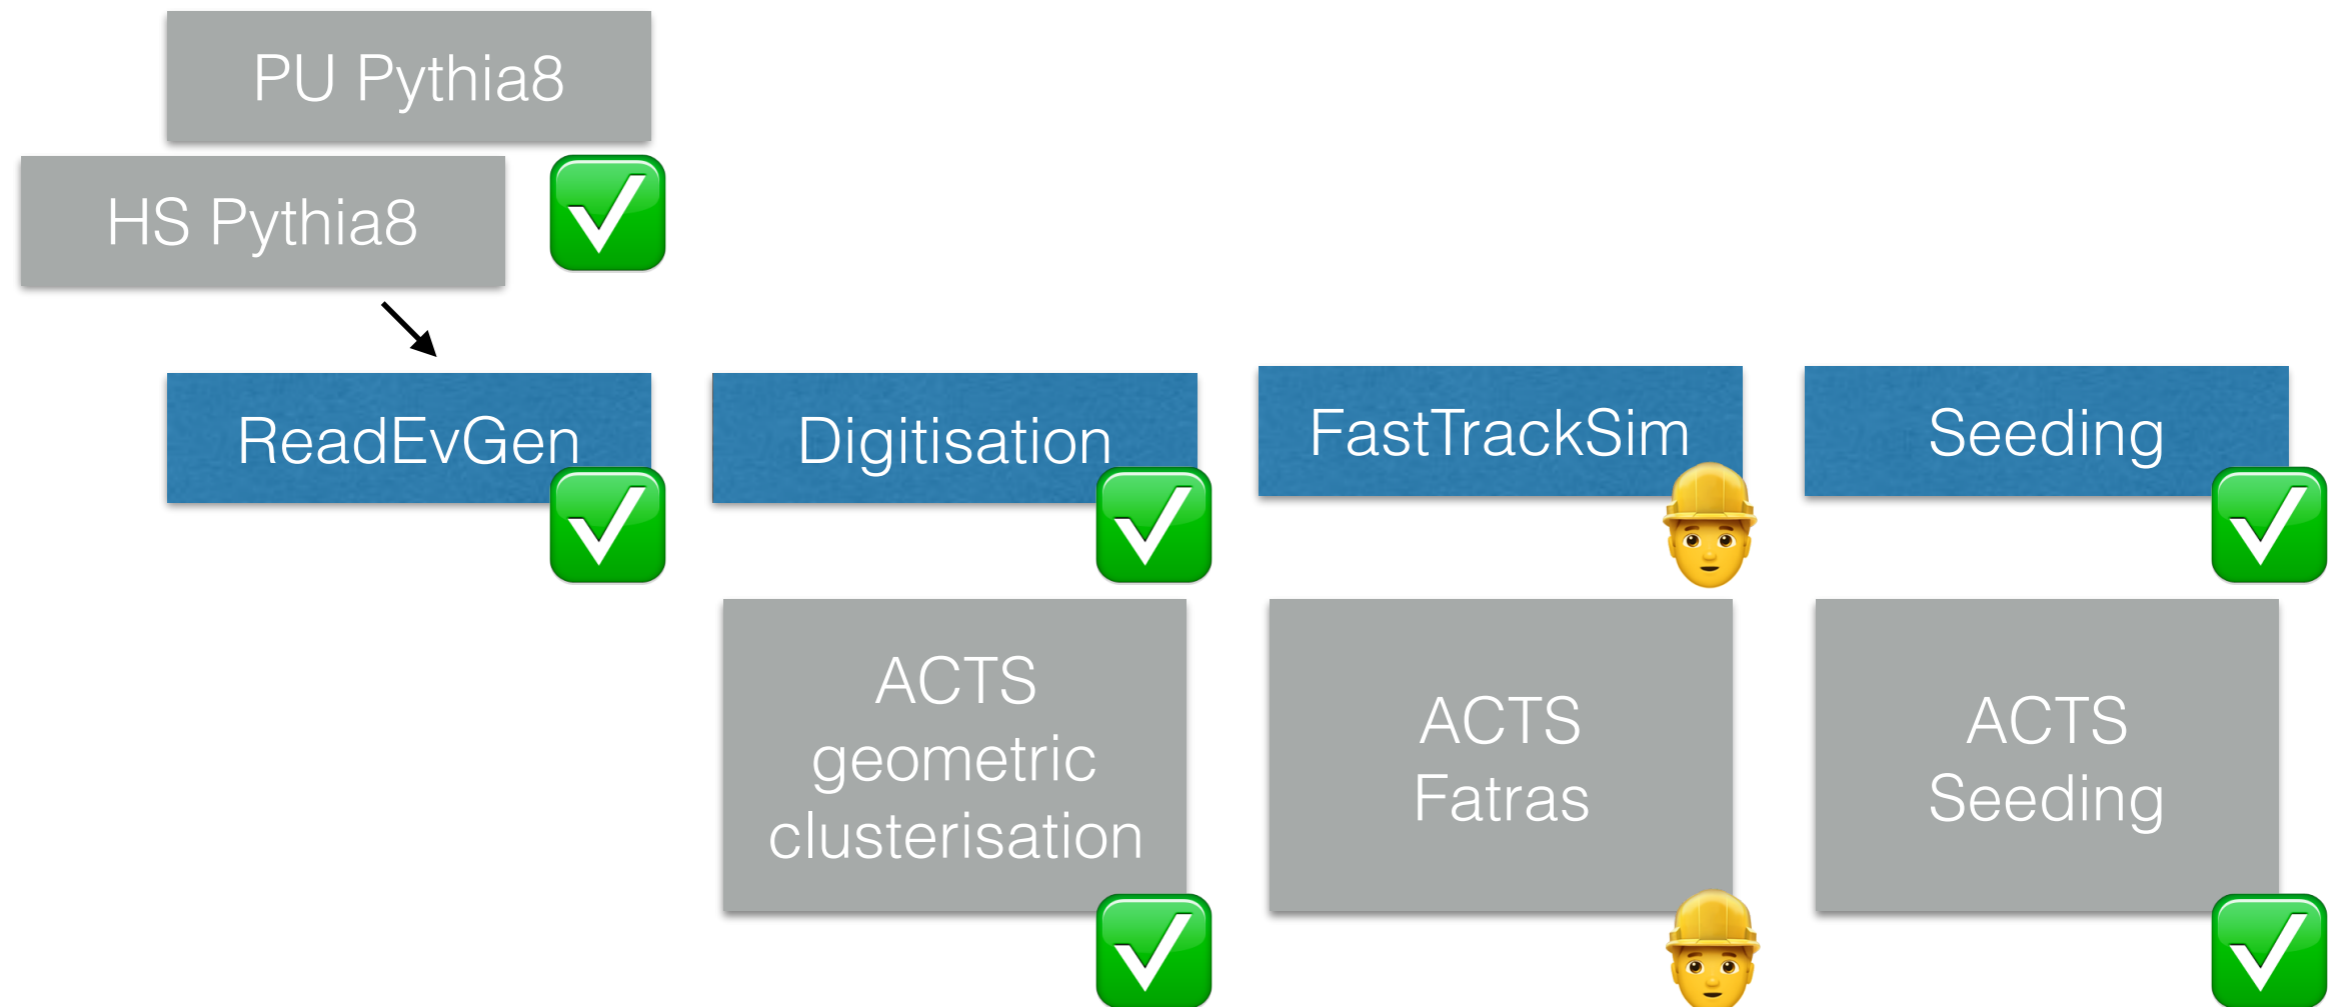 PU Pythia8
HS Pythia8
ReadEvGen
Digitisation
FastTrackSim
Seeding
ACTS
geometric
clusterisation
ACTS
Fatras
ACTS
Seeding